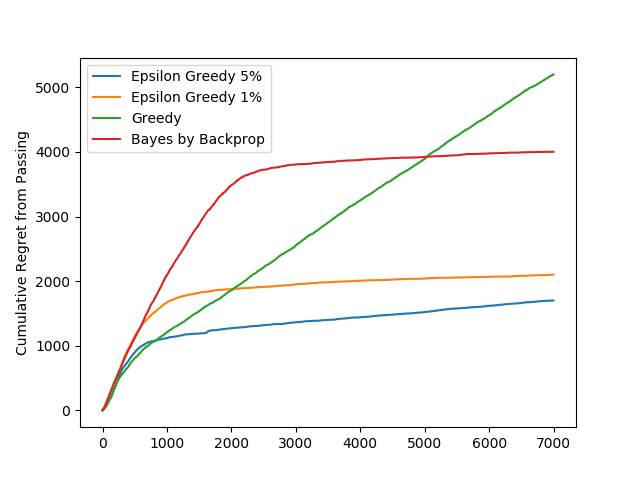 Epsilon Greedy 5%
Epsilon Greedy 1%
Greedy
Bayes by Backprop
Cumulative Regret from Passing
5000
4000
3000
2000
1000
0
0 1000 2000 3000 4000 5000 6000 7000